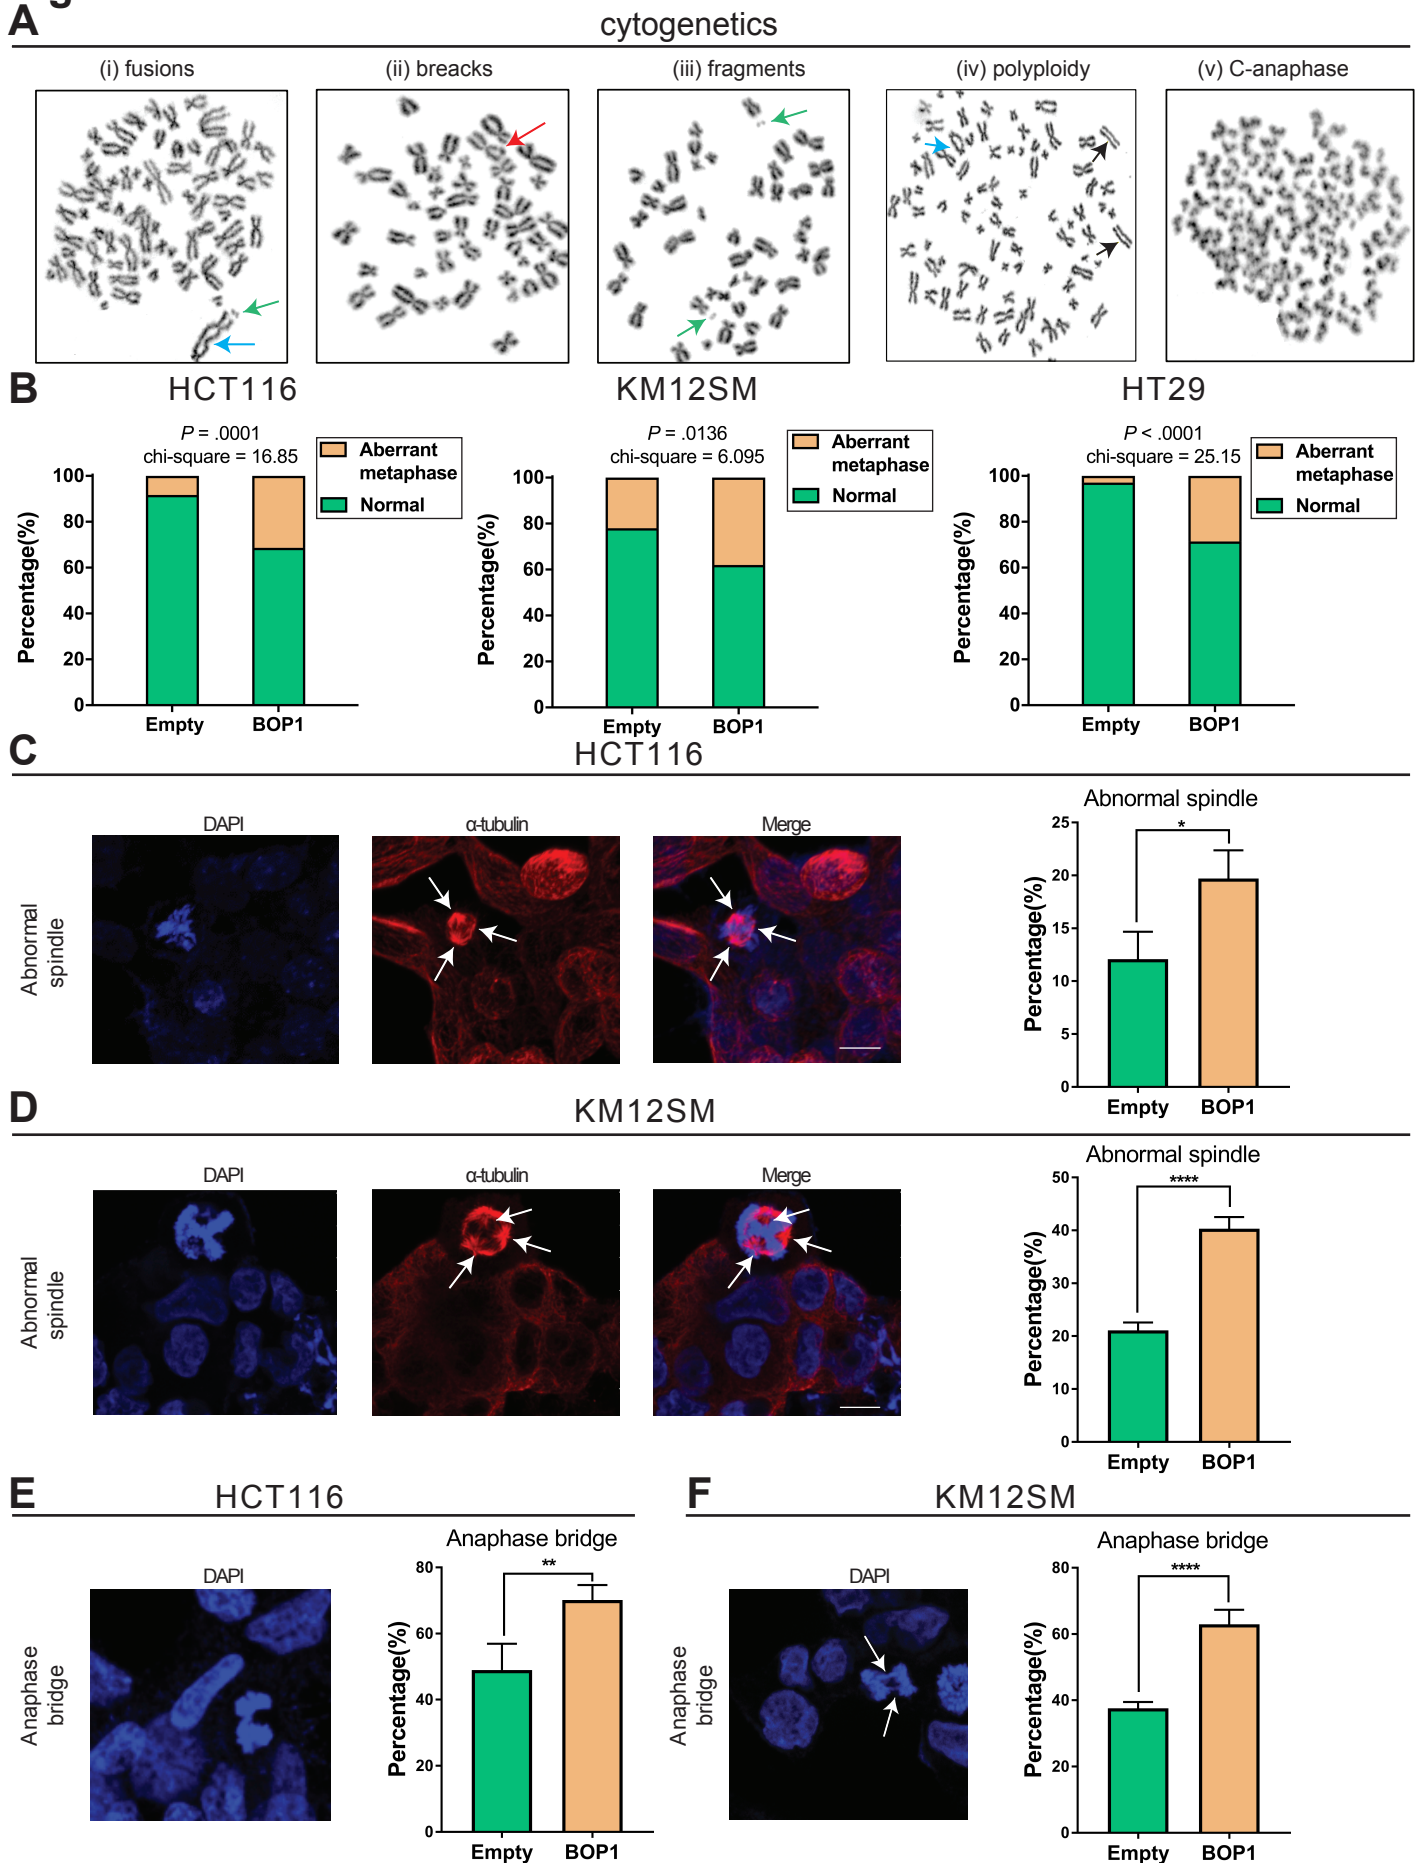 A
cytogenetics
(i) fusions
(ii) breacks
(iii) fragments
(iv) polyploidy
(v) C-anaphase
B
HCT116
KM12SM
HT29
P = .0001
chi-square = 16.85
Aberrant
metaphase
Normal
Percentage(%)
100
80
60
40
20
0
Empty
BOP1
P = .0136
chi-square = 6.095
Aberrant
metaphase
Normal
Percentage(%)
100
80
60
40
20
0
Empty
BOP1
P < .0001
chi-square = 25.15
Aberrant
metaphase
Normal
Percentage(%)
100
80
60
40
20
0
Empty
BOP1
C
HCT116
DAPI
α-tubulin
Merge
Abnormal
spindle
Abnormal spindle
*
Percentage(%)
25
20
15
10
5
0
Empty
BOP1
D
KM12SM
DAPI
α-tubulin
Merge
Abnormal
spindle
Abnormal spindle
****
Percentage(%)
50
40
30
20
10
0
Empty
BOP1
E
HCT116
DAPI
Anaphase
bridge
Anaphase bridge
**
Percentage(%)
80
60
40
20
0
Empty
BOP1
F
KM12SM
DAPI
Anaphase
bridge
Anaphase bridge
****
Percentage(%)
80
60
40
20
0
Empty
BOP1